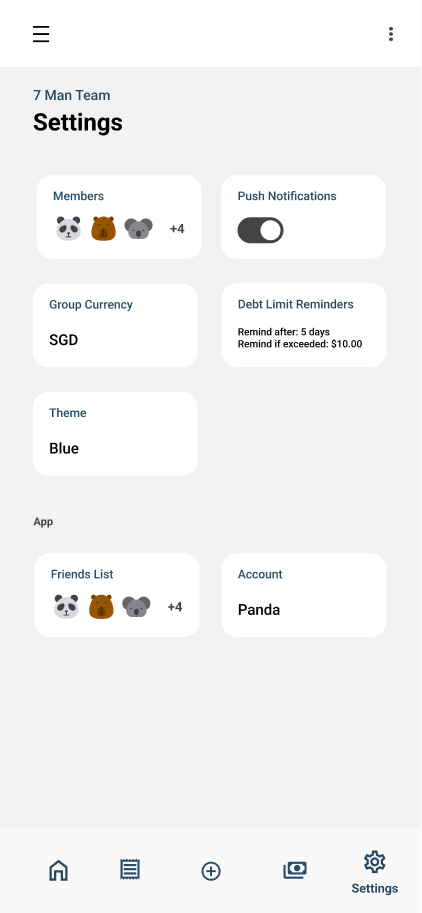 7 Man Team
Settings
Members
+4
Push Notifications
Group Currency
SGD
Debt Limit Reminders
Remind after: 5 days
Remind if exceeded: $10.00
Theme
Blue
App
Friends List
+4
Account
Panda
Settings